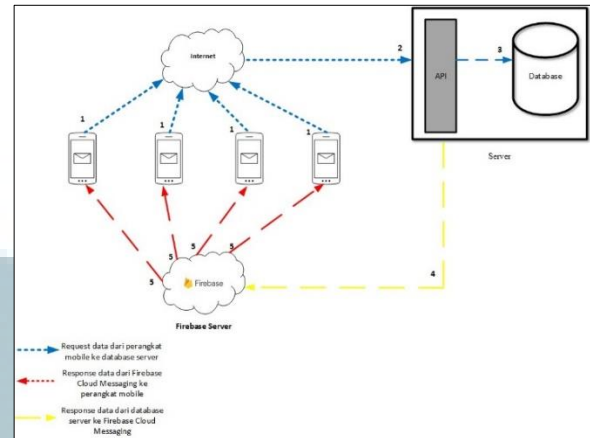 Internet
2
3
API
Database
1
1
1
1
Server
5
5
5
5
Firebase
4
Firebase Server
Request data dari perangkat
mobile ke database server
Response data dari Firebase
Cloud Messaging ke
perangkat mobile
Response data dari database
server ke Firebase Cloud
Messaging